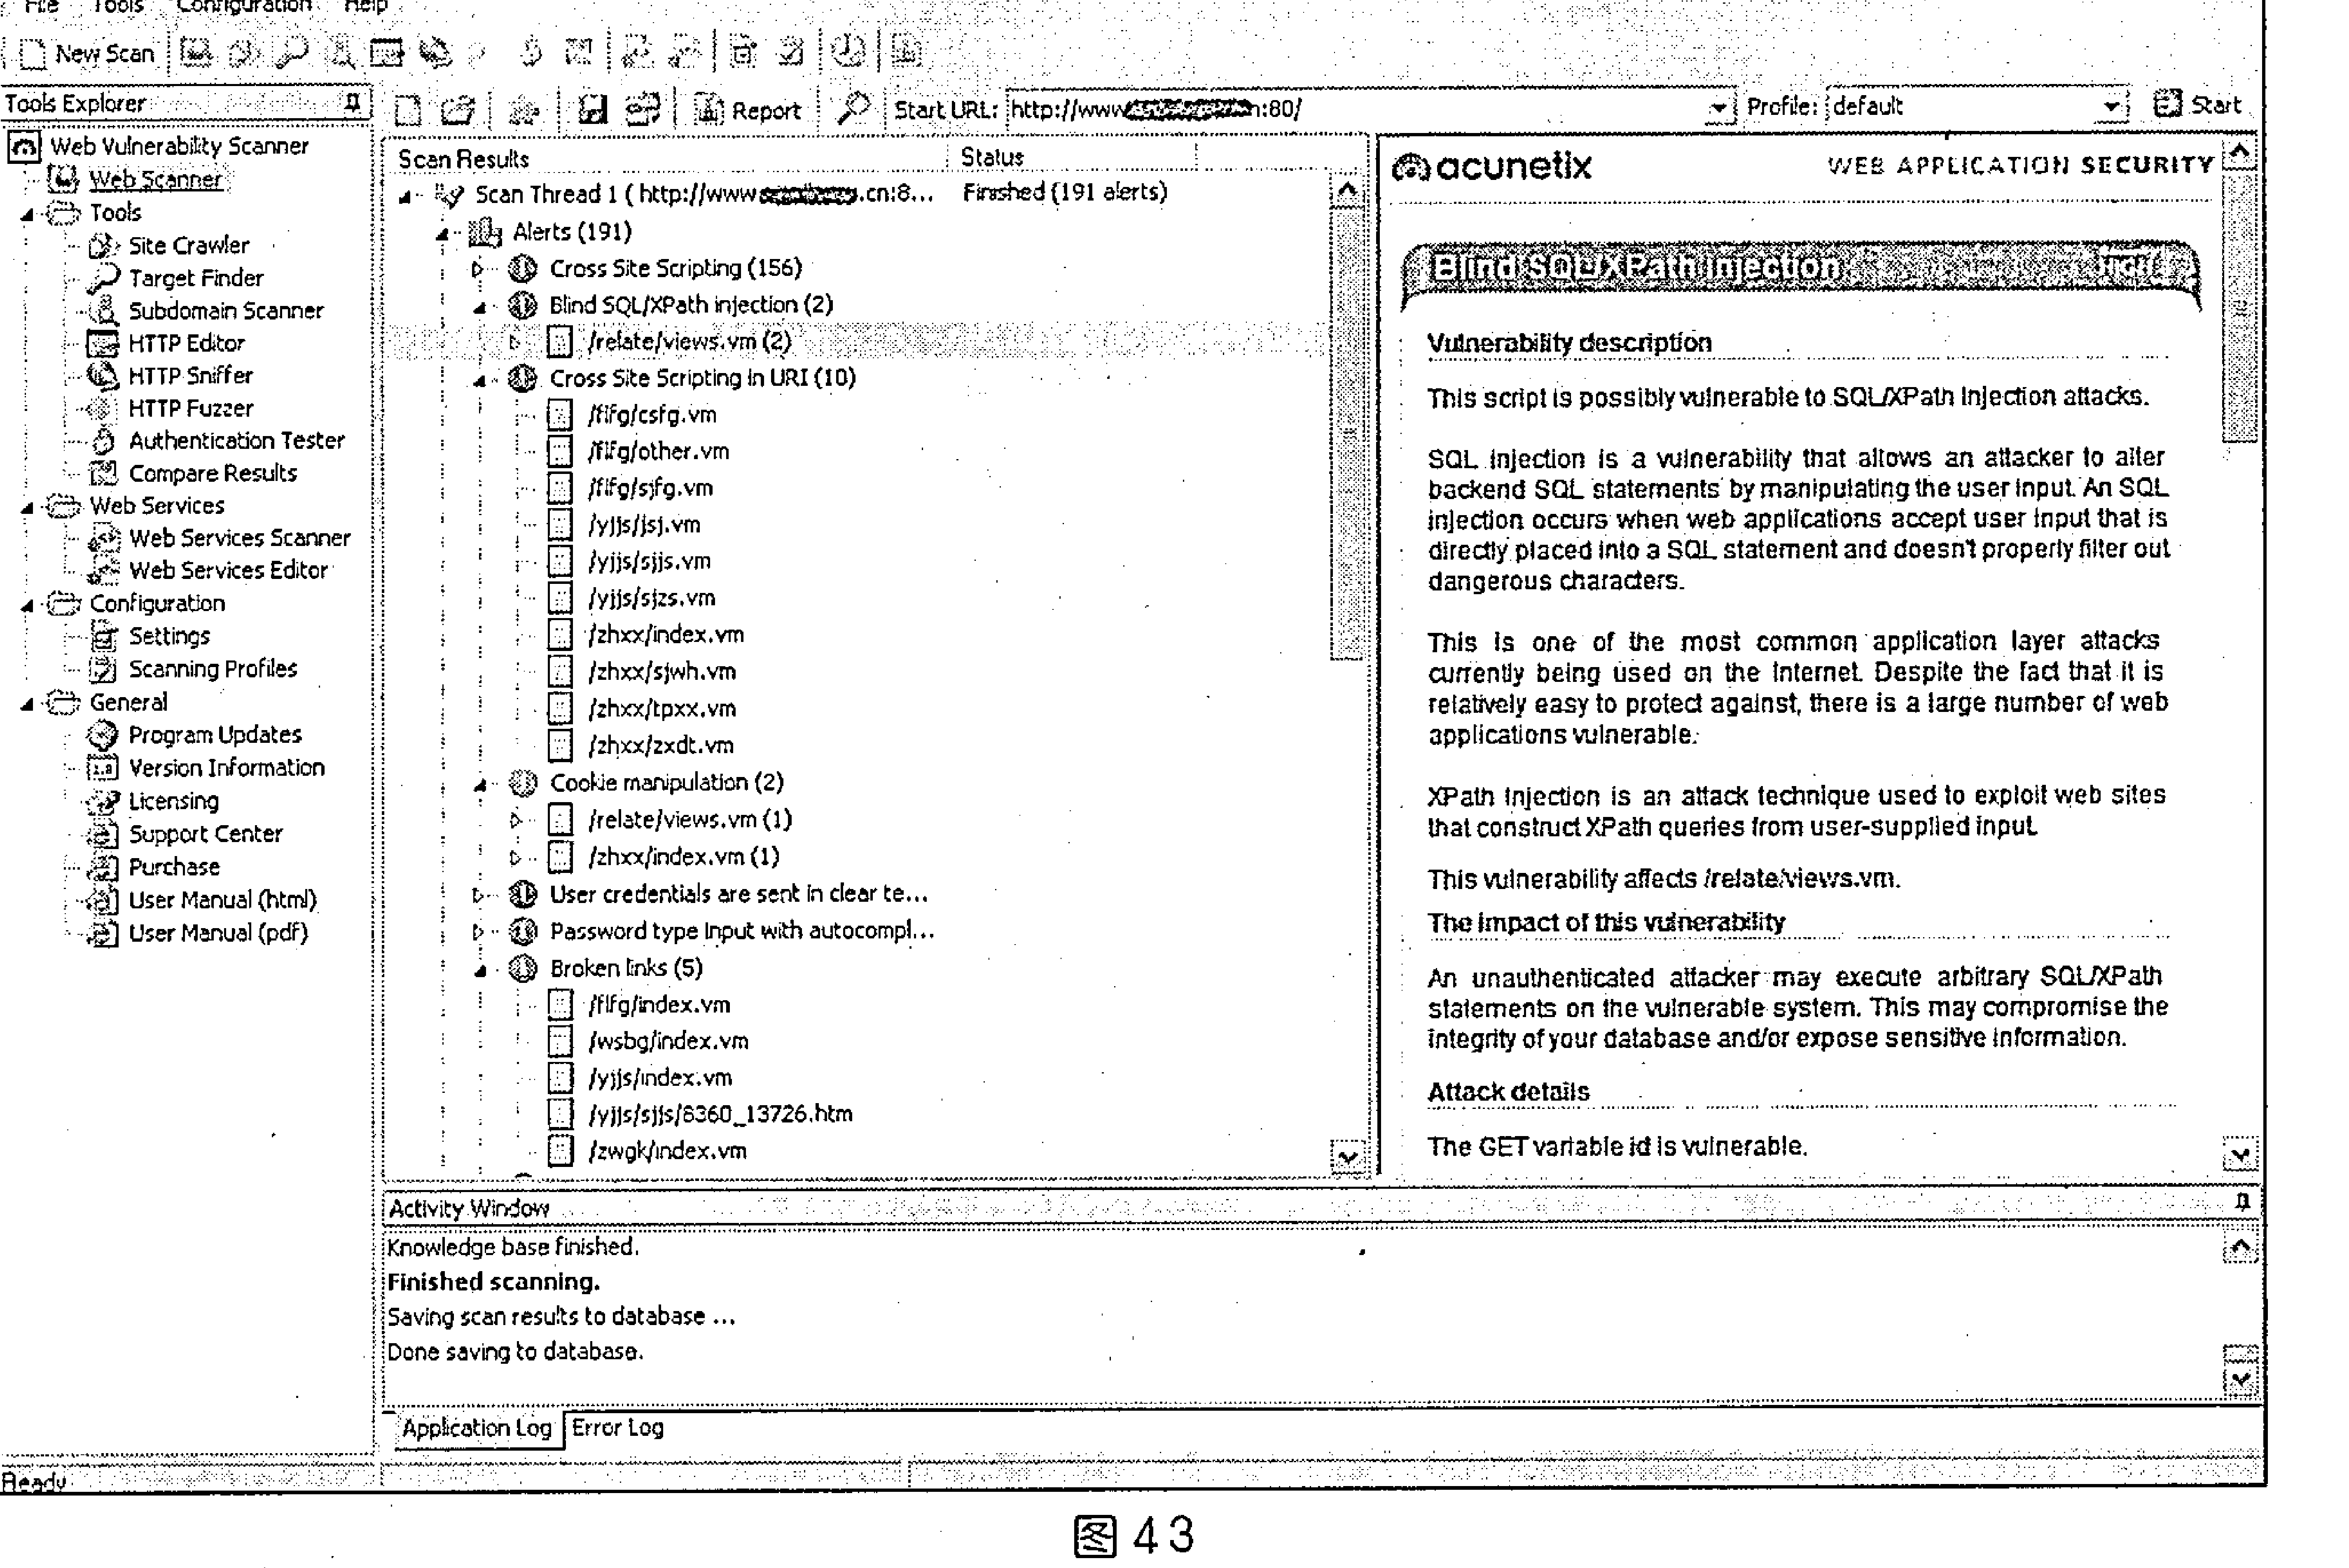 File Tools Configuration Help
New Scan
Tools Explorer
Report Start URL: http://www :80/ Profile: default Start
Web Vulnerability Scanner
Web Scanner
Tools
Site Crawler
Target Finder
Subdomain Scanner
HTTP Editor
HTTP Sniffer
HTTP Fuzzer
Authentication Tester
Compare Results
Web Services
Web Services Scanner
Web Services Editor
Configuration
Settings
Scanning Profiles
General
Program Updates
Version Information
Licensing
Support Center
Purchase
User Manual (html)
User Manual (pdf)
Scan Results Status
Scan Thread 1 ( http://www .cn:8... Finished (191 alerts)
Alerts (191)
Cross Site Scripting (156)
Blind SQL/XPath injection (2)
/relate/views.vm (2)
Cross Site Scripting in URI (10)
/flfg/csfg.vm
/flfg/other.vm
/flfg/sjfg.vm
/yjjs/jsj.vm
/yjjs/sjjs.vm
/yjjs/sjzs.vm
/zhxx/index.vm
/zhxx/sjwh.vm
/zhxx/tpxx.vm
/zhxx/zxdt.vm
Cookie manipulation (2)
/relate/views.vm (1)
/zhxx/index.vm (1)
User credentials are sent in clear te...
Password type input with autocompl...
Broken links (5)
/flfg/index.vm
/wsbg/index.vm
/yjjs/index.vm
/yjjs/sjjs/8360_13726.htm
/zwgk/index.vm
acunetix WEB APPLICATION SECURITY
Blind SQL/XPath Injection
Vulnerability description
This script is possibly vulnerable to SQL/XPath Injection attacks.
SQL injection is a vulnerability that allows an attacker to alter
backend SQL statements by manipulating the user input. An SQL
injection occurs when web applications accept user input that is
directly placed into a SQL statement and doesn't properly filter out
dangerous characters.
This is one of the most common application layer attacks
currently being used on the Internet. Despite the fact that it is
relatively easy to protect against, there is a large number of web
applications vulnerable.
XPath Injection is an attack technique used to exploit web sites
that construct XPath queries from user-supplied input.
This vulnerability affects /relate/views.vm.
The impact of this vulnerability
An unauthenticated attacker may execute arbitrary SQL/XPath
statements on the vulnerable system. This may compromise the
integrity of your database and/or expose sensitive information.
Attack details
The GET variable id is vulnerable.
Activity Window
Knowledge base finished.
Finished scanning.
Saving scan results to database ...
Done saving to database.
Application Log Error Log
Ready
图43